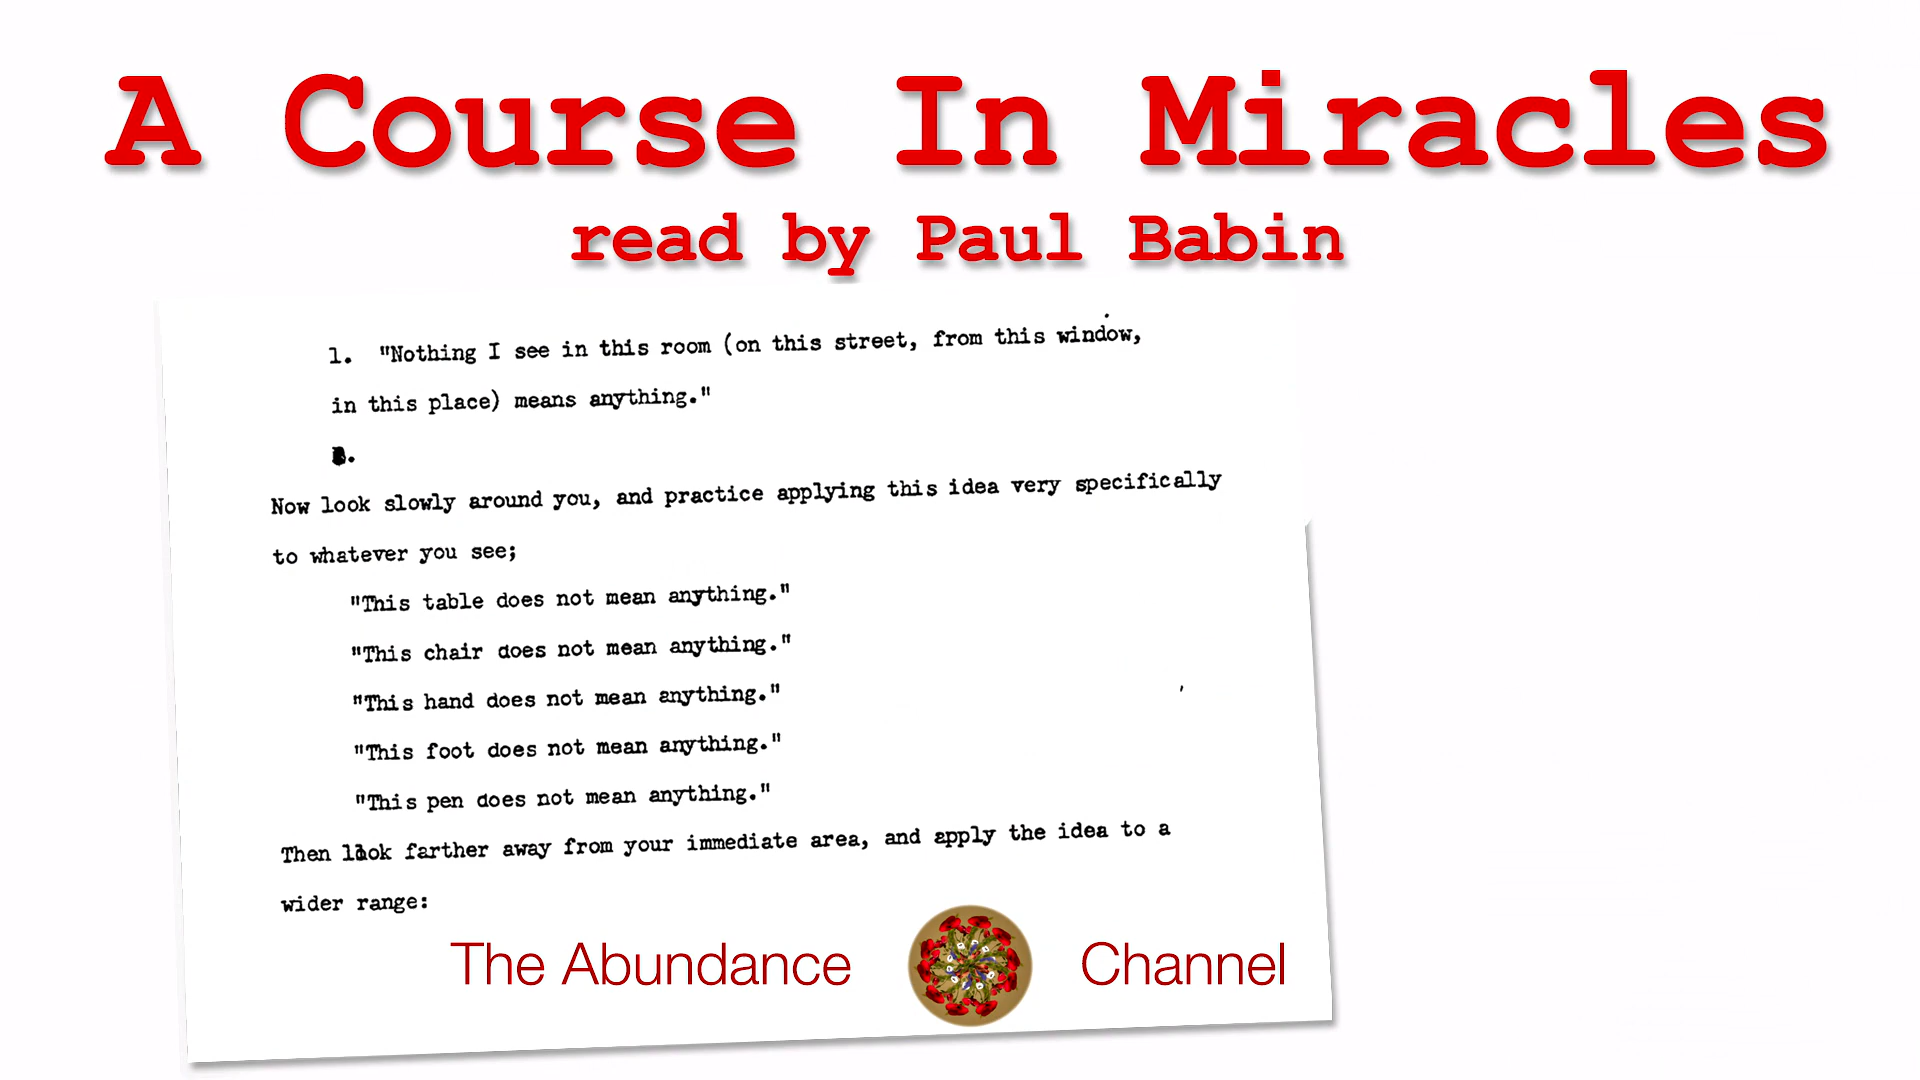 A Course In Miracles
read by Paul Babin
1. "Nothing I see in this room (on this street, from this window,
in this place) means anything."
Now look slowly around you, and practice applying this idea very specifically
to whatever you see;
"This table does not mean anything."
"This chair does not mean anything."
"This hand does not mean anything."
"This foot does not mean anything."
"This pen does not mean anything."
Then look farther away from your immediate area, and apply the idea to a
wider range:
The Abundance Channel